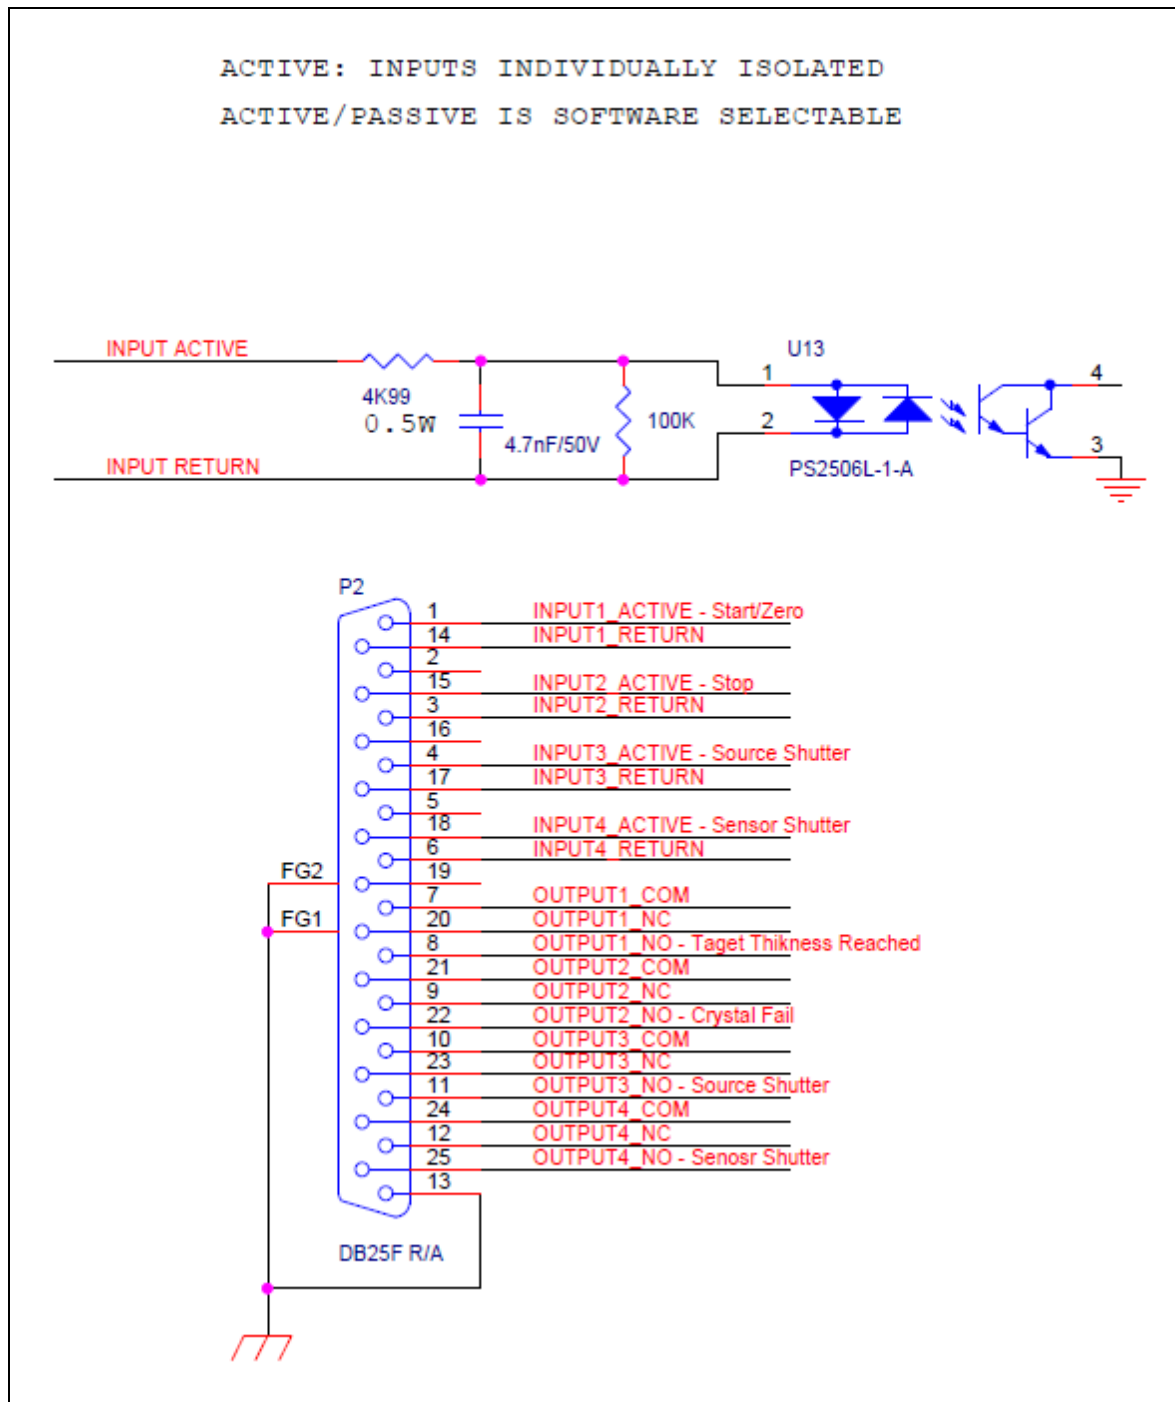 ACTIVE: INPUTS INDIVIDUALLY ISOLATED
ACTIVE/PASSIVE IS SOFTWARE SELECTABLE
INPUT ACTIVE
4K99
0.5W
4.7nF/50V
100K
INPUT RETURN
U13
1
2
4
3
PS2506L-1-A
P2
1 INPUT1_ACTIVE - Start/Zero
14 INPUT1_RETURN
2
15 INPUT2_ACTIVE - Stop
3 INPUT2_RETURN
16
4 INPUT3_ACTIVE - Source Shutter
17 INPUT3_RETURN
5
18 INPUT4_ACTIVE - Sensor Shutter
6 INPUT4_RETURN
FG2 19
7 OUTPUT1_COM
FG1 20 OUTPUT1_NC
8 OUTPUT1_NO - Taget Thikness Reached
21 OUTPUT2_COM
9 OUTPUT2_NC
22 OUTPUT2_NO - Crystal Fail
10 OUTPUT3_COM
23 OUTPUT3_NC
11 OUTPUT3_NO - Source Shutter
24 OUTPUT4_COM
12 OUTPUT4_NC
25 OUTPUT4_NO - Senosr Shutter
13
DB25F R/A